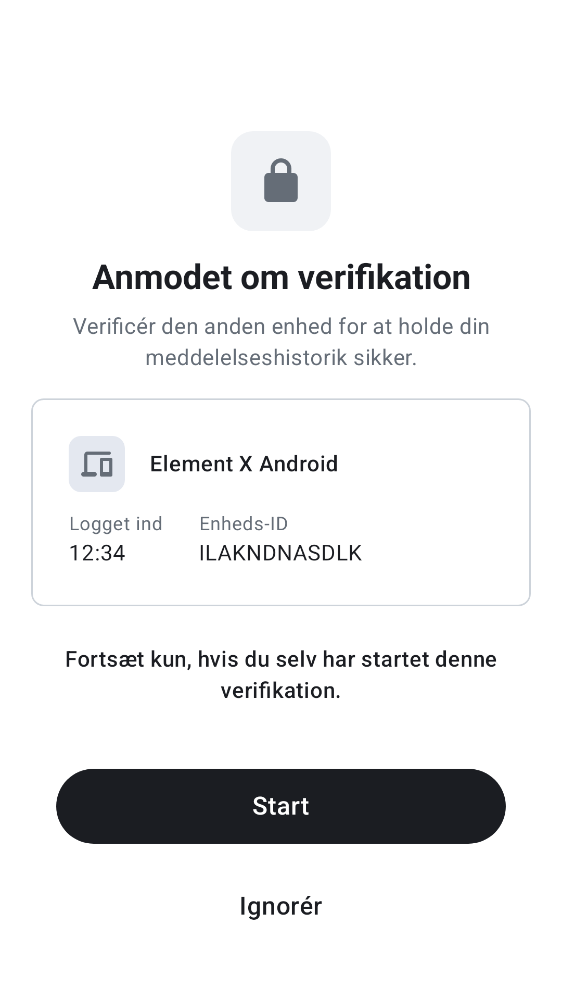 Anmodet om verifikation
Verificér den anden enhed for at holde din
meddelelseshistorik sikker.
Element X Android
Logget ind
12:34
Enheds-ID
ILAKNDNASDLK
Fortsæt kun, hvis du selv har startet denne
verifikation.
Start
Ignorér